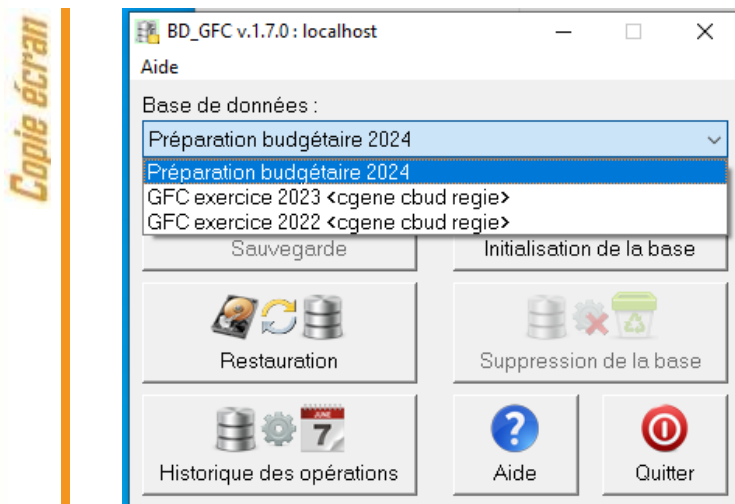 Copie écran
BD_GFC v.1.7.0 : localhost
Aide
Base de données :
Préparation budgétaire 2024
Préparation budgétaire 2024
GFC exercice 2023 <cgene cbud regie>
GFC exercice 2022 <cgene cbud regie>
Sauvegarde
Initialisation de la base
Restauration
Suppression de la base
JUNE
7
Historique des opérations
?
Aide
Quitter